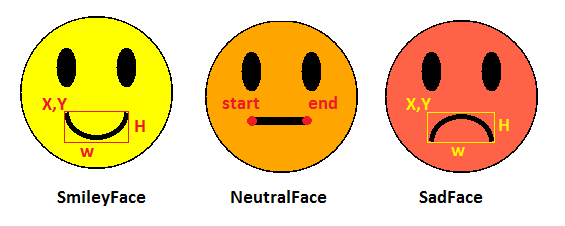 X,Y
H
w
SmileyFace
start end
NeutralFace
X,Y
H
w
SadFace